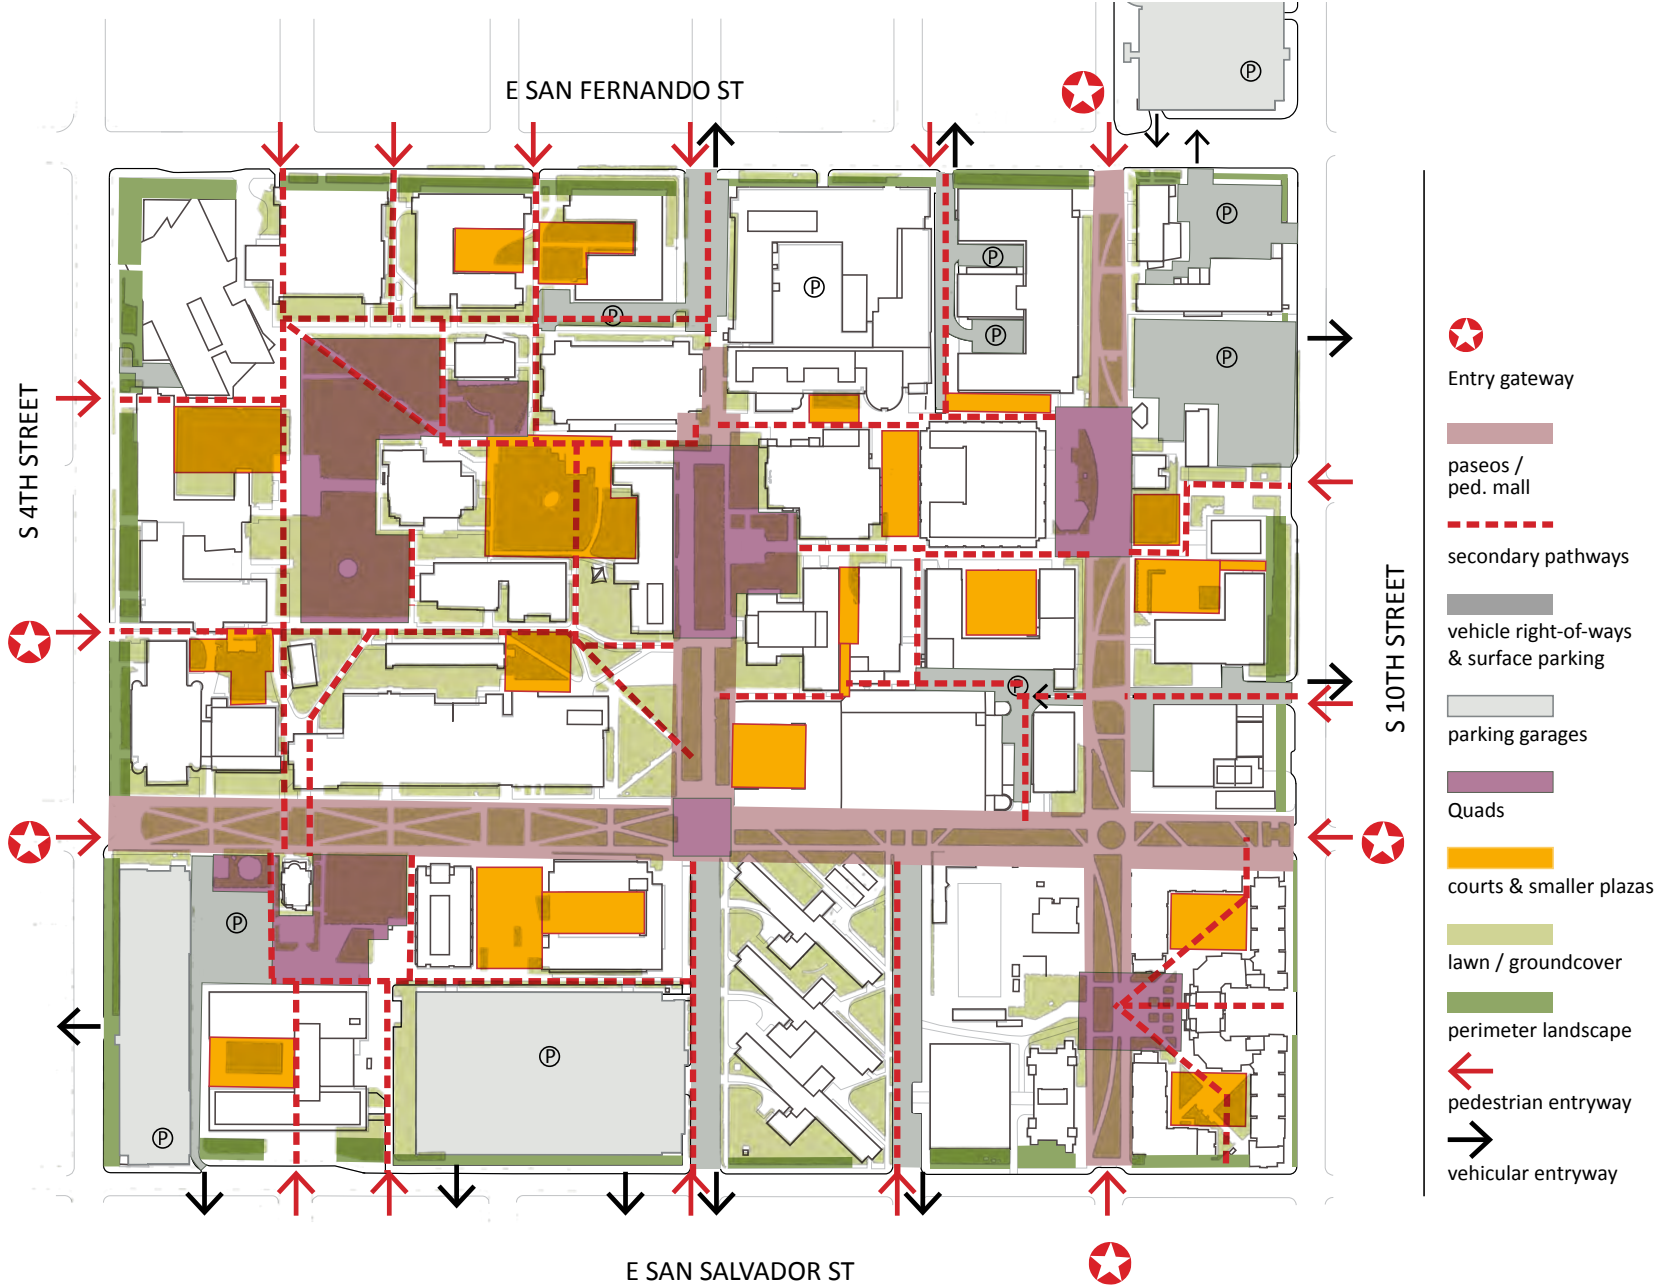 E SAN FERNANDO ST
P
P
P
P
P
P
P
P
S 4TH STREET
S 10TH STREET
P
P
P
P
E SAN SALVADOR ST
Entry gateway
paseos /
ped. mall
secondary pathways
vehicle right-of-ways
& surface parking
parking garages
Quads
courts & smaller plazas
lawn / groundcover
perimeter landscape
pedestrian entryway
vehicular entryway